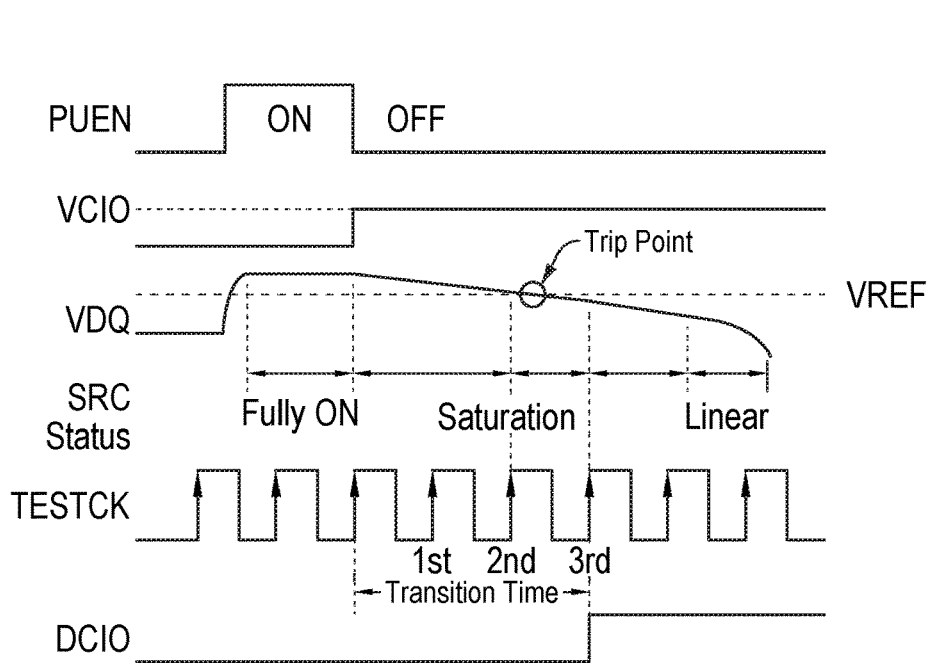 PUEN ON OFF
VCIO
Trip Point
VREF
VDQ
SRC
Status
Fully ON Saturation Linear
TESTCK
1st 2nd 3rd
Transition Time
DCIO